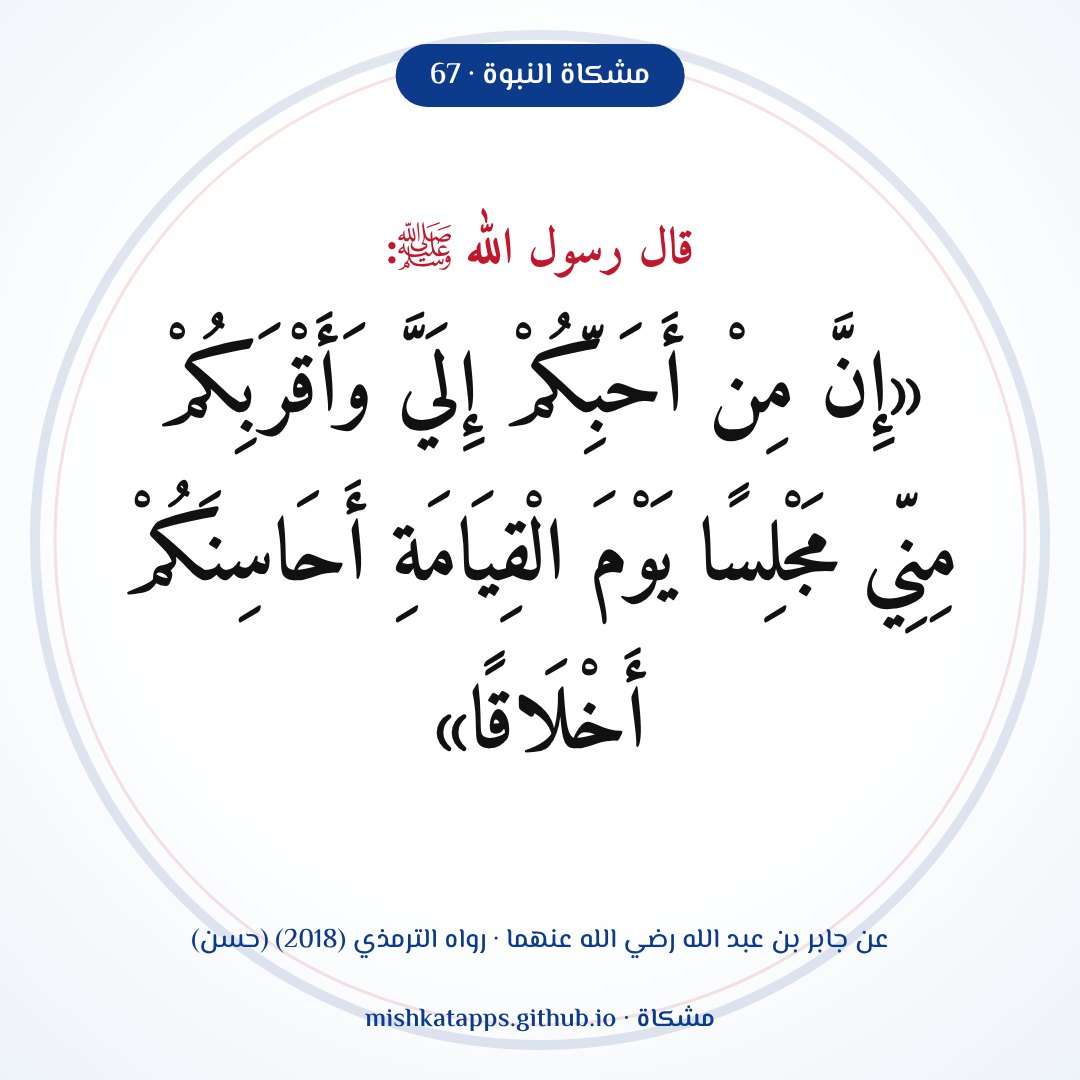 مشكاة النبوة · 67
قال رسول الله ﷺ:
«إِنَّ مِنْ أَحَبِّكُمْ إِلَيَّ وَأَقْرَبِكُمْ
مِنِّي مَجْلِسًا يَوْمَ الْقِيَامَةِ أَحَاسِنَكُمْ
أَخْلَاقًا»
عن جابر بن عبد الله رضي الله عنهما · رواه الترمذي (2018) (حسن)
مشكاة · mishkatapps.github.io